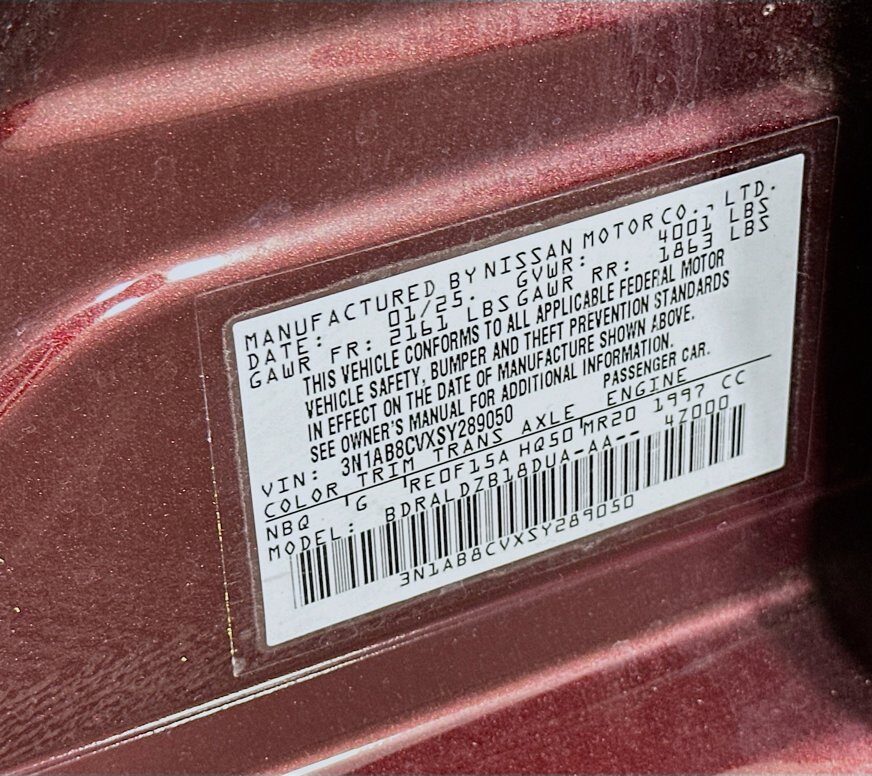 MANUFACTURED BY NISSAN MOTOR CO., LTD.
DATE: 01/25. GVWR: 4001 LBS
GAWR FR: 2161 LBS GAWR RR: 1863 LBS
THIS VEHICLE CONFORMS TO ALL APPLICABLE FEDERAL MOTOR
VEHICLE SAFETY, BUMPER AND THEFT PREVENTION STANDARDS
IN EFFECT ON THE DATE OF MANUFACTURE SHOWN ABOVE.
SEE OWNER'S MANUAL FOR ADDITIONAL INFORMATION.
VIN: 3N1AB8CVXSY289050 PASSENGER CAR.
COLOR TRIM TRANS AXLE ENGINE
NBQ G RE0F15A HQ50 MR20 1997 CC
MODEL: BDRALDZB18DUA-AA-- 4Z000
3N1AB8CVXSY289050